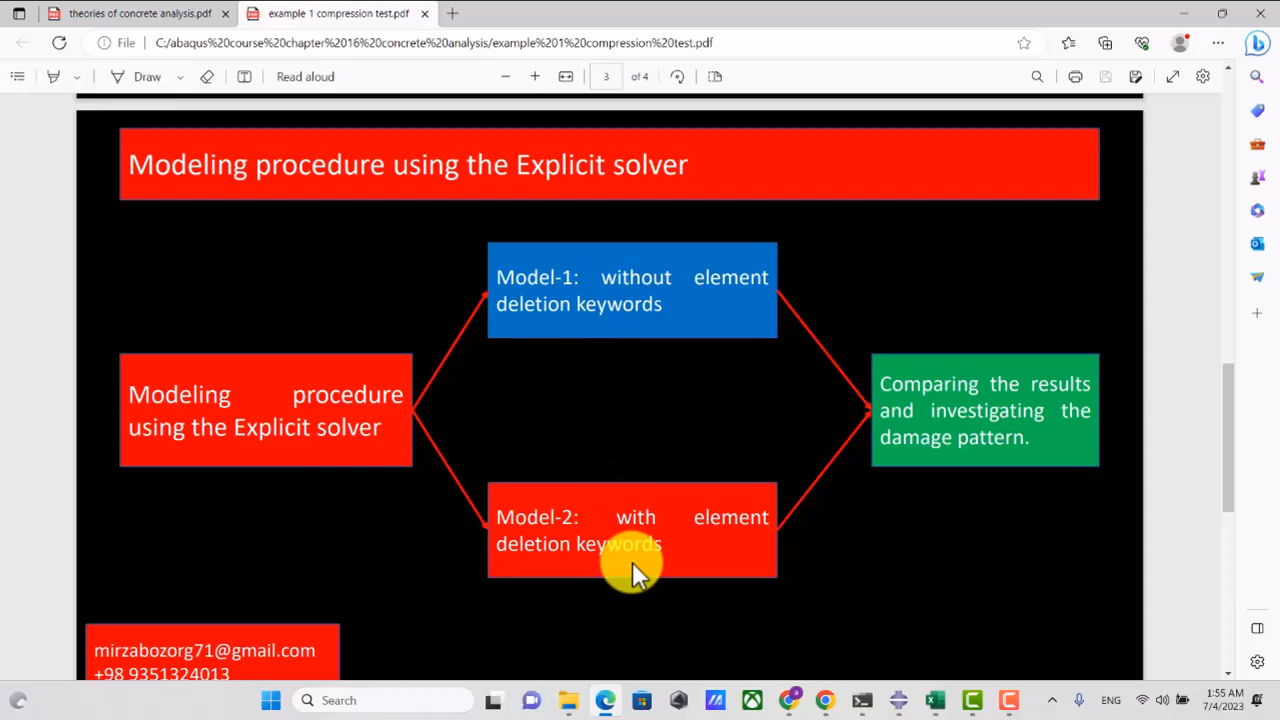 theories of concrete analysis.pdf
example 1 compression test.pdf
File
C:/abaqus%20course%20chapter%2016%20concrete%20analysis/example%201%20compression%20test.pdf
Draw
Read aloud
3 of 4
Modeling procedure using the Explicit solver
Model-1: without element
deletion keywords
Modeling procedure
using the Explicit solver
Comparing the results
and investigating the
damage pattern.
Model-2: with element
deletion keywords
mirzabozorg71@gmail.com
+98 9351324013
Search
ENG
1:55 AM
7/4/2023